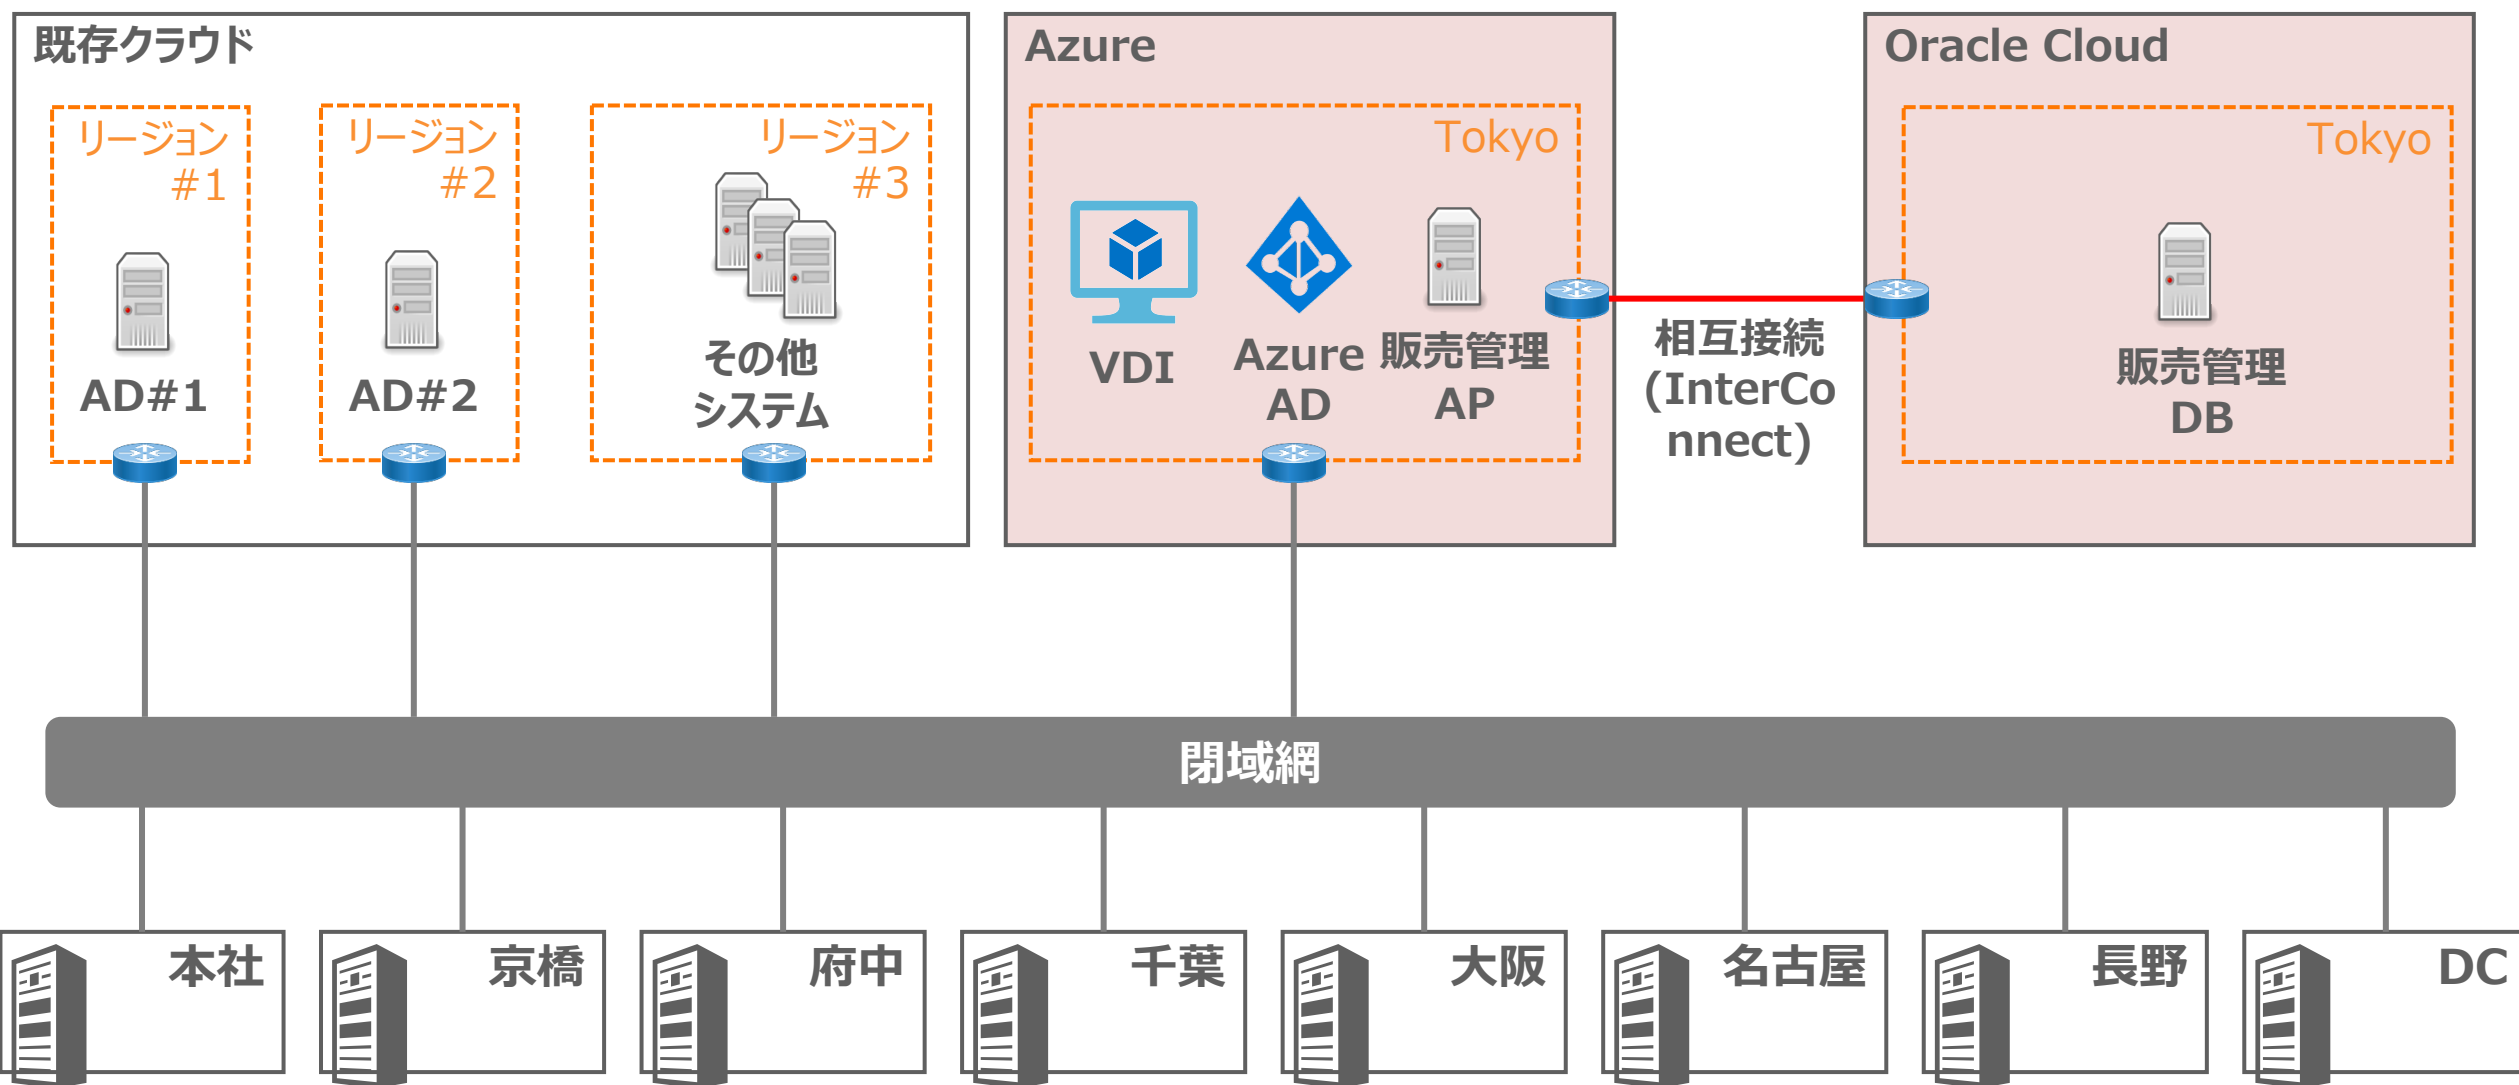 既存クラウド
リージョン
#1
AD#1
リージョン
#2
AD#2
リージョン
#3
その他
システム
Azure
Tokyo
VDI
Azure
AD
販売管理
AP
相互接続
(InterCo
nnect)
Oracle Cloud
Tokyo
販売管理
DB
閉域網
本社
京橋
府中
千葉
大阪
名古屋
長野
DC